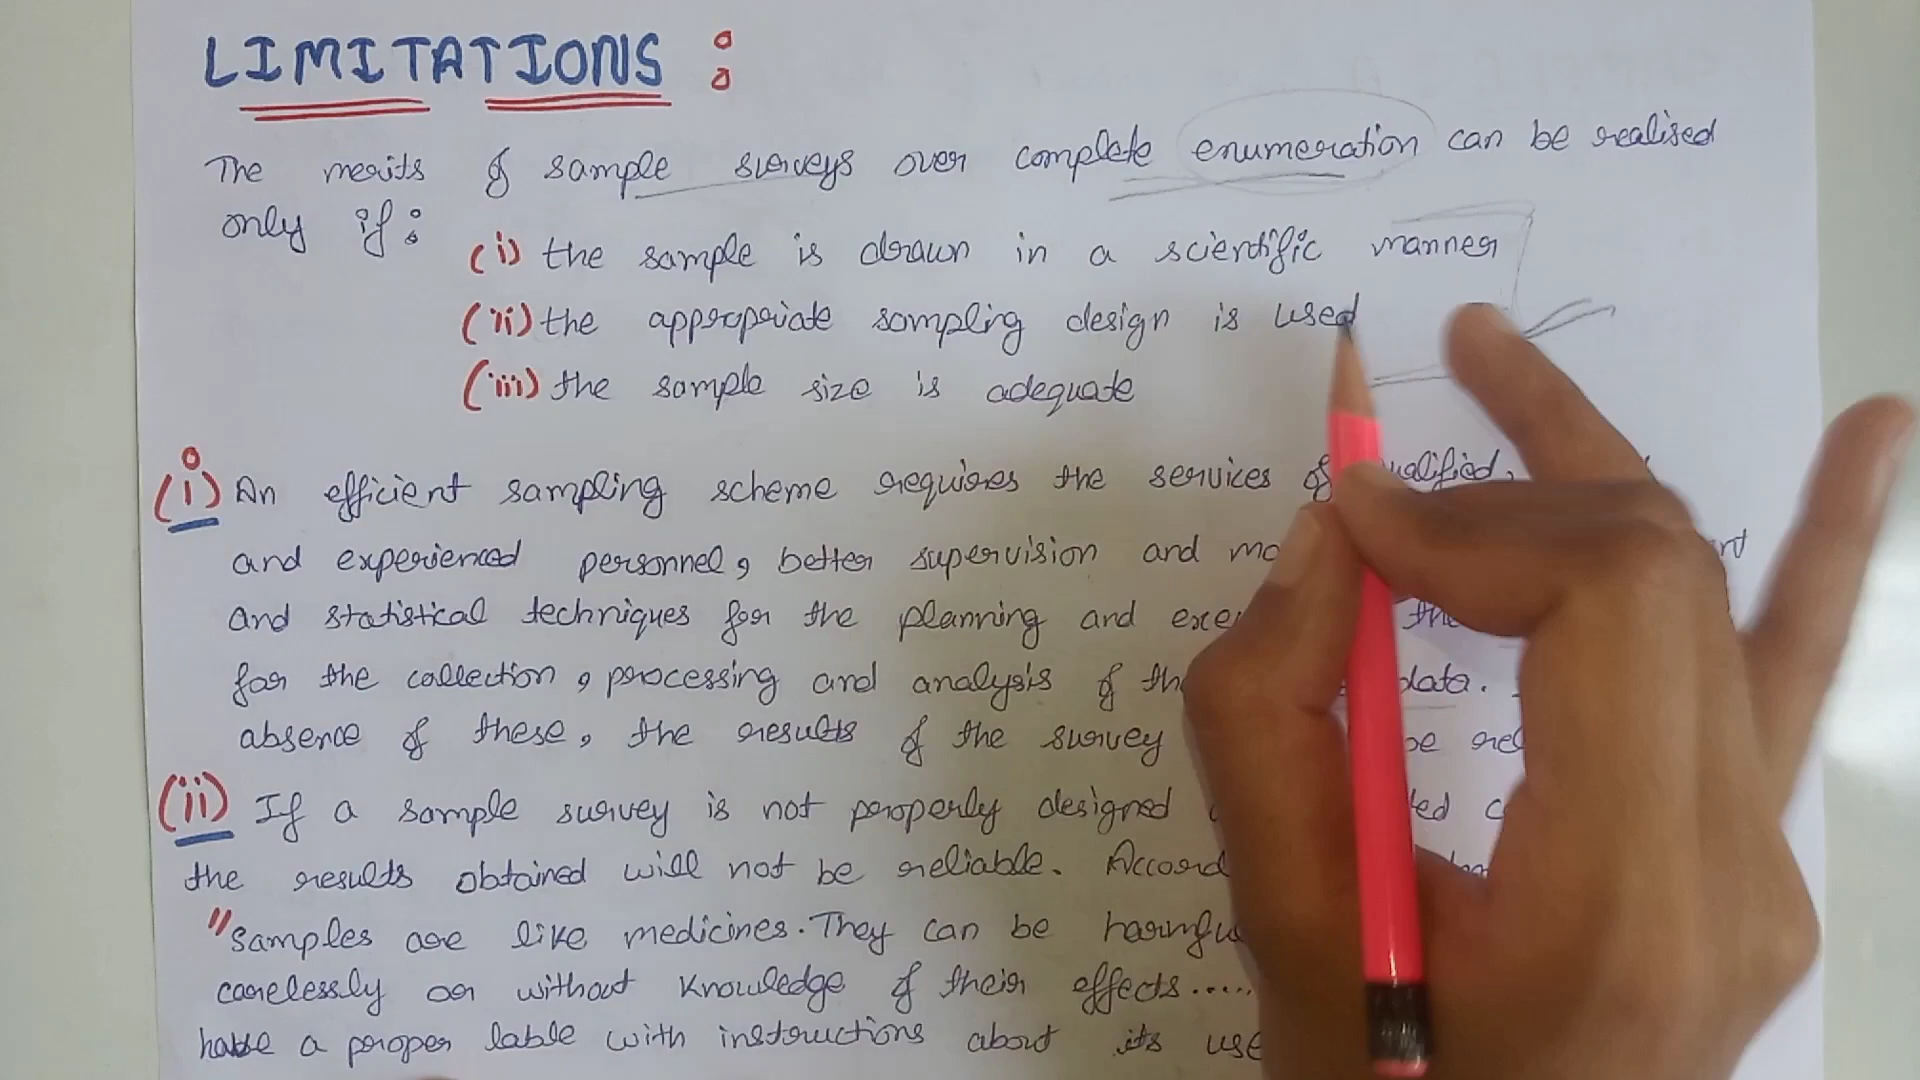 LIMITATIONS :
The merits of sample surveys over complete enumeration can be realised
only if :
(i) the sample is drawn in a scientific manner
(ii) the appropriate sampling design is used
(iii) the sample size is adequate
(i) An efficient sampling scheme requires the services of
and experienced personnel, better supervision and
and statistical techniques for the planning and
for the collection, processing and analysis of data.
absence of these, the results of the survey be
(ii) If a sample survey is not properly designed
the results obtained will not be reliable.
"Samples are like medicines. They can be
carelessly or without knowledge of their effects.....
have a proper lable with instructions about its